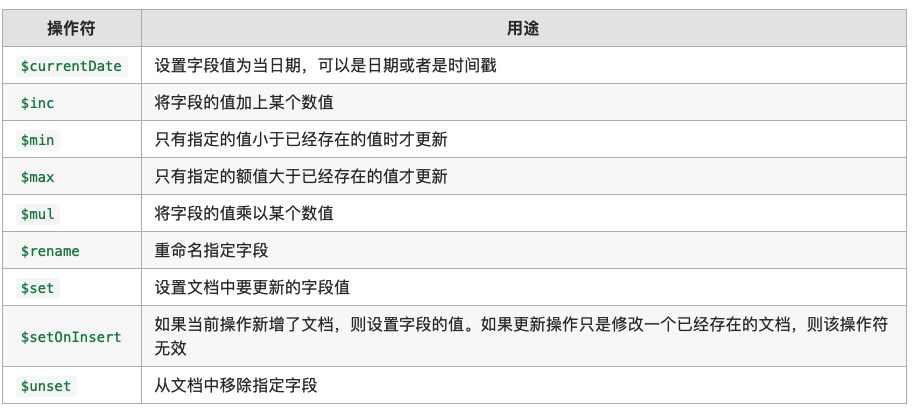 操作符 用途
$currentDate 设置字段值为当日期，可以是日期或者是时间戳
$inc 将字段的值加上某个数值
$min 只有指定的值小于已经存在的值时才更新
$max 只有指定的额值大于已经存在的值才更新
$mul 将字段的值乘以某个数值
$rename 重命名指定字段
$set 设置文档中要更新的字段值
$setOnInsert 如果当前操作新增了文档，则设置字段的值。如果更新操作只是修改一个已经存在的文档，则该操作符
无效
$unset 从文档中移除指定字段